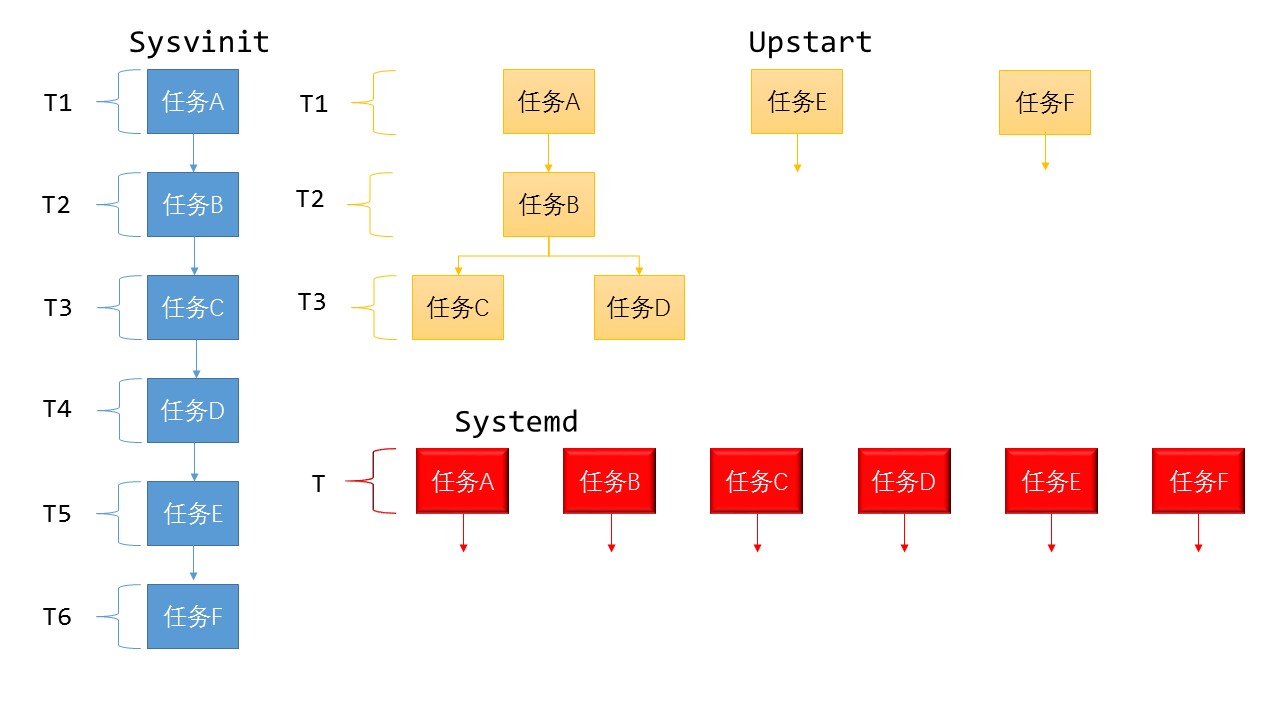 Sysvinit
T1
任务A
T2
任务B
T3
任务C
T4
任务D
T5
任务E
T6
任务F
Upstart
T1
任务A
任务E
任务F
T2
任务B
T3
任务C
任务D
Systemd
T
任务A
任务B
任务C
任务D
任务E
任务F